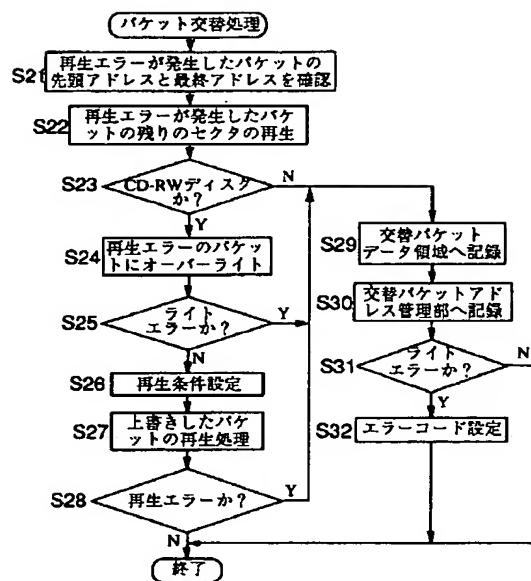 パケット交替処理
S21
再生エラーが発生したパケットの
先頭アドレスと最終アドレスを確認
S22
再生エラーが発生したパケ
ットの残りのセクタの再生
S23
CD-RWディスク
か?
N
Y
S24
再生エラーのパケット
にオーバーライト
S25
ライト
エラーか?
Y
N
S26
再生条件設定
S27
上書きしたパケ
ットの再生処理
S28
再生エラーか?
Y
N
終了
S29
交替パケット
データ領域へ記録
S30
交替パケットアド
レス管理部へ記録
S31
ライト
エラーか?
N
Y
S32
エラーコード設定